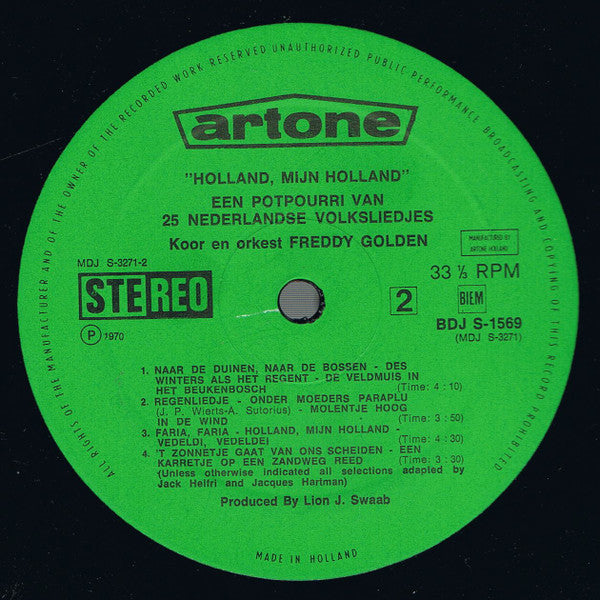 ALL RIGHTS OF THE MANUFACTURER AND OF THE OWNER OF THE RECORDED WORK RESERVED UNAUTHORIZED PUBLIC PERFORMANCE BROADCASTING AND COPYING OF THIS RECORD PROHIBITED
artone
"HOLLAND, MIJN HOLLAND"
EEN POTPOURRI VAN
25 NEDERLANDSE VOLKSLIEDJES
Koor en orkest FREDDY GOLDEN
MANUFACTURED BY
ARTONE HOLLAND
MDJ S-3271-2
STEREO
P 1970
33 ⅓ RPM
2
BIEM
BDJ S-1569
(MDJ S-3271)
1. NAAR DE DUINEN, NAAR DE BOSSEN - DES
WINTERS ALS HET REGENT - DE VELDMUIS IN
HET BEUKENBOSCH (Time: 4 : 10)
2. REGENLIEDJE - ONDER MOEDERS PARAPLU
(J. P. Wierts-A. Sutorius) - MOLENTJE HOOG
IN DE WIND - (Time: 3 : 50)
3. FARIA, FARIA - HOLLAND, MIJN HOLLAND -
VEDELDI, VEDELDEI (Time: 4 : 30)
4. 'T ZONNETJE GAAT VAN ONS SCHEIDEN - EEN
KARRETJE OP EEN ZANDWEG REED (Time: 3 : 30)
(Unless otherwise indicated all selections adapted by
Jack Helfri and Jacques Hartman)
Produced By Lion J. Swaab
MADE IN HOLLAND